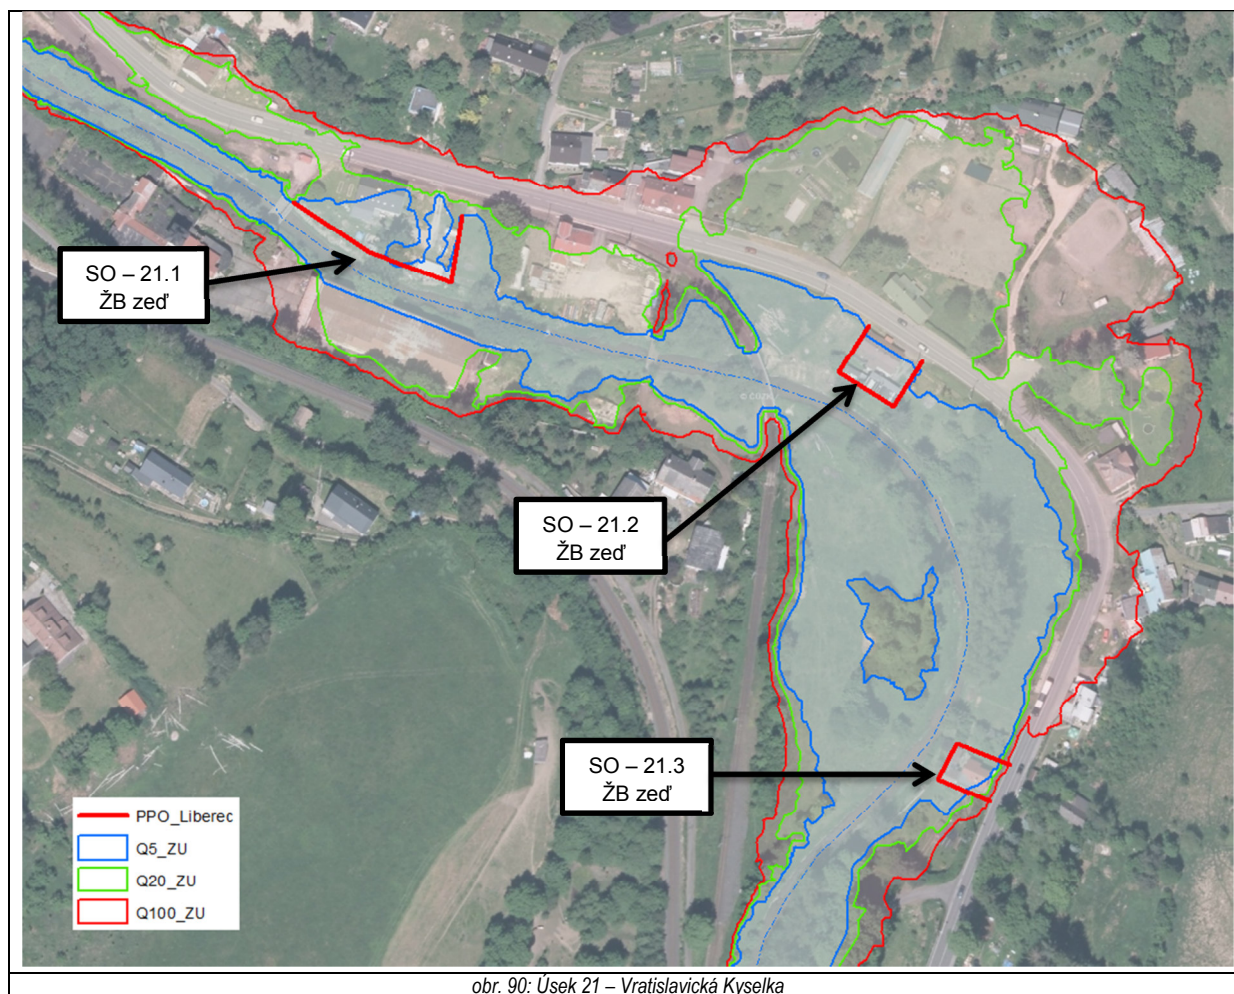 SO – 21.1
ŽB zeď
© ČÚZK
SO – 21.2
ŽB zeď
SO – 21.3
ŽB zeď
PPO_Liberec
Q5_ZU
Q20_ZU
Q100_ZU
obr. 90: Úsek 21 – Vratislavická Kyselka